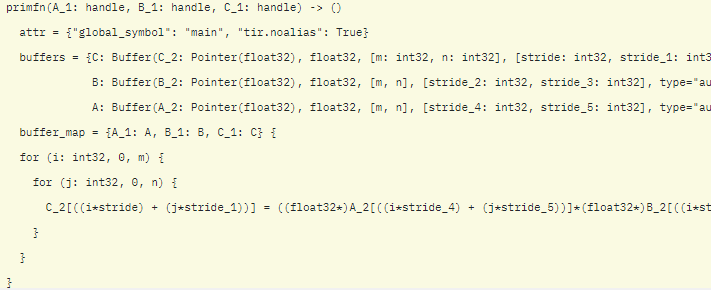 primfn(A_1: handle, B_1: handle, C_1: handle) -> ()
  attr = {"global_symbol": "main", "tir.noalias": True}
  buffers = {C: Buffer(C_2: Pointer(float32), float32, [m: int32, n: int32], [stride: int32, stride_1: int3
             B: Buffer(B_2: Pointer(float32), float32, [m, n], [stride_2: int32, stride_3: int32], type="au
             A: Buffer(A_2: Pointer(float32), float32, [m, n], [stride_4: int32, stride_5: int32], type="au
  buffer_map = {A_1: A, B_1: B, C_1: C} {
  for (i: int32, 0, m) {
    for (j: int32, 0, n) {
      C_2[((i*stride) + (j*stride_1))] = ((float32*)A_2[((i*stride_4) + (j*stride_5))]*(float32*)B_2[((i*st
    }
  }
}